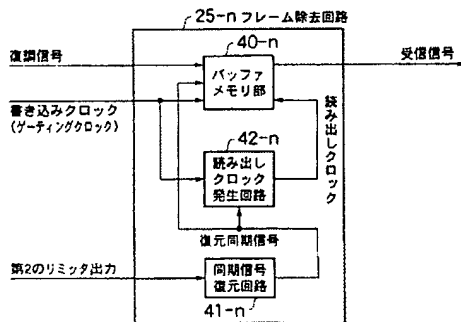 25-n フレーム除去回路
40-n
復調信号
バッファ
メモリ部
受信信号
書き込みクロック
(ゲーティングクロック)
読み出しクロック
42-n
読み出し
クロック
発生回路
復元同期信号
第2のリミッタ出力
同期信号
復元回路
41-n